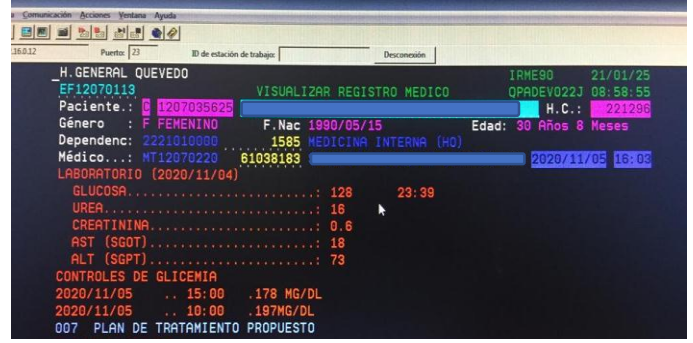 Comunicación Acciones Ventana Ayuda
.16.0.12 Puerto: 23 ID de estación de trabajo: Desconexión
_H.GENERAL QUEVEDO IRME90 21/01/25
EF12070113 VISUALIZAR REGISTRO MEDICO QPADEV022J 08:58:55
Paciente.: C 1207035625 H.C.: 221296
Género : F FEMENINO F.Nac 1990/05/15 Edad: 30 Años 8 Meses
Dependenc: 2221010000 1585 MEDICINA INTERNA (HO)
Médico...: MT12070220 61038183 2020/11/05 16:03
LABORATORIO (2020/11/04)
GLUCOSA........................: 128 23:39
UREA...........................: 16
CREATININA.....................: 0.6
AST (SGOT).....................: 18
ALT (SGPT).....................: 73
CONTROLES DE GLICEMIA
2020/11/05 .. 15:00 .178 MG/DL
2020/11/05 .. 10:00 .197MG/DL
007 PLAN DE TRATAMIENTO PROPUESTO